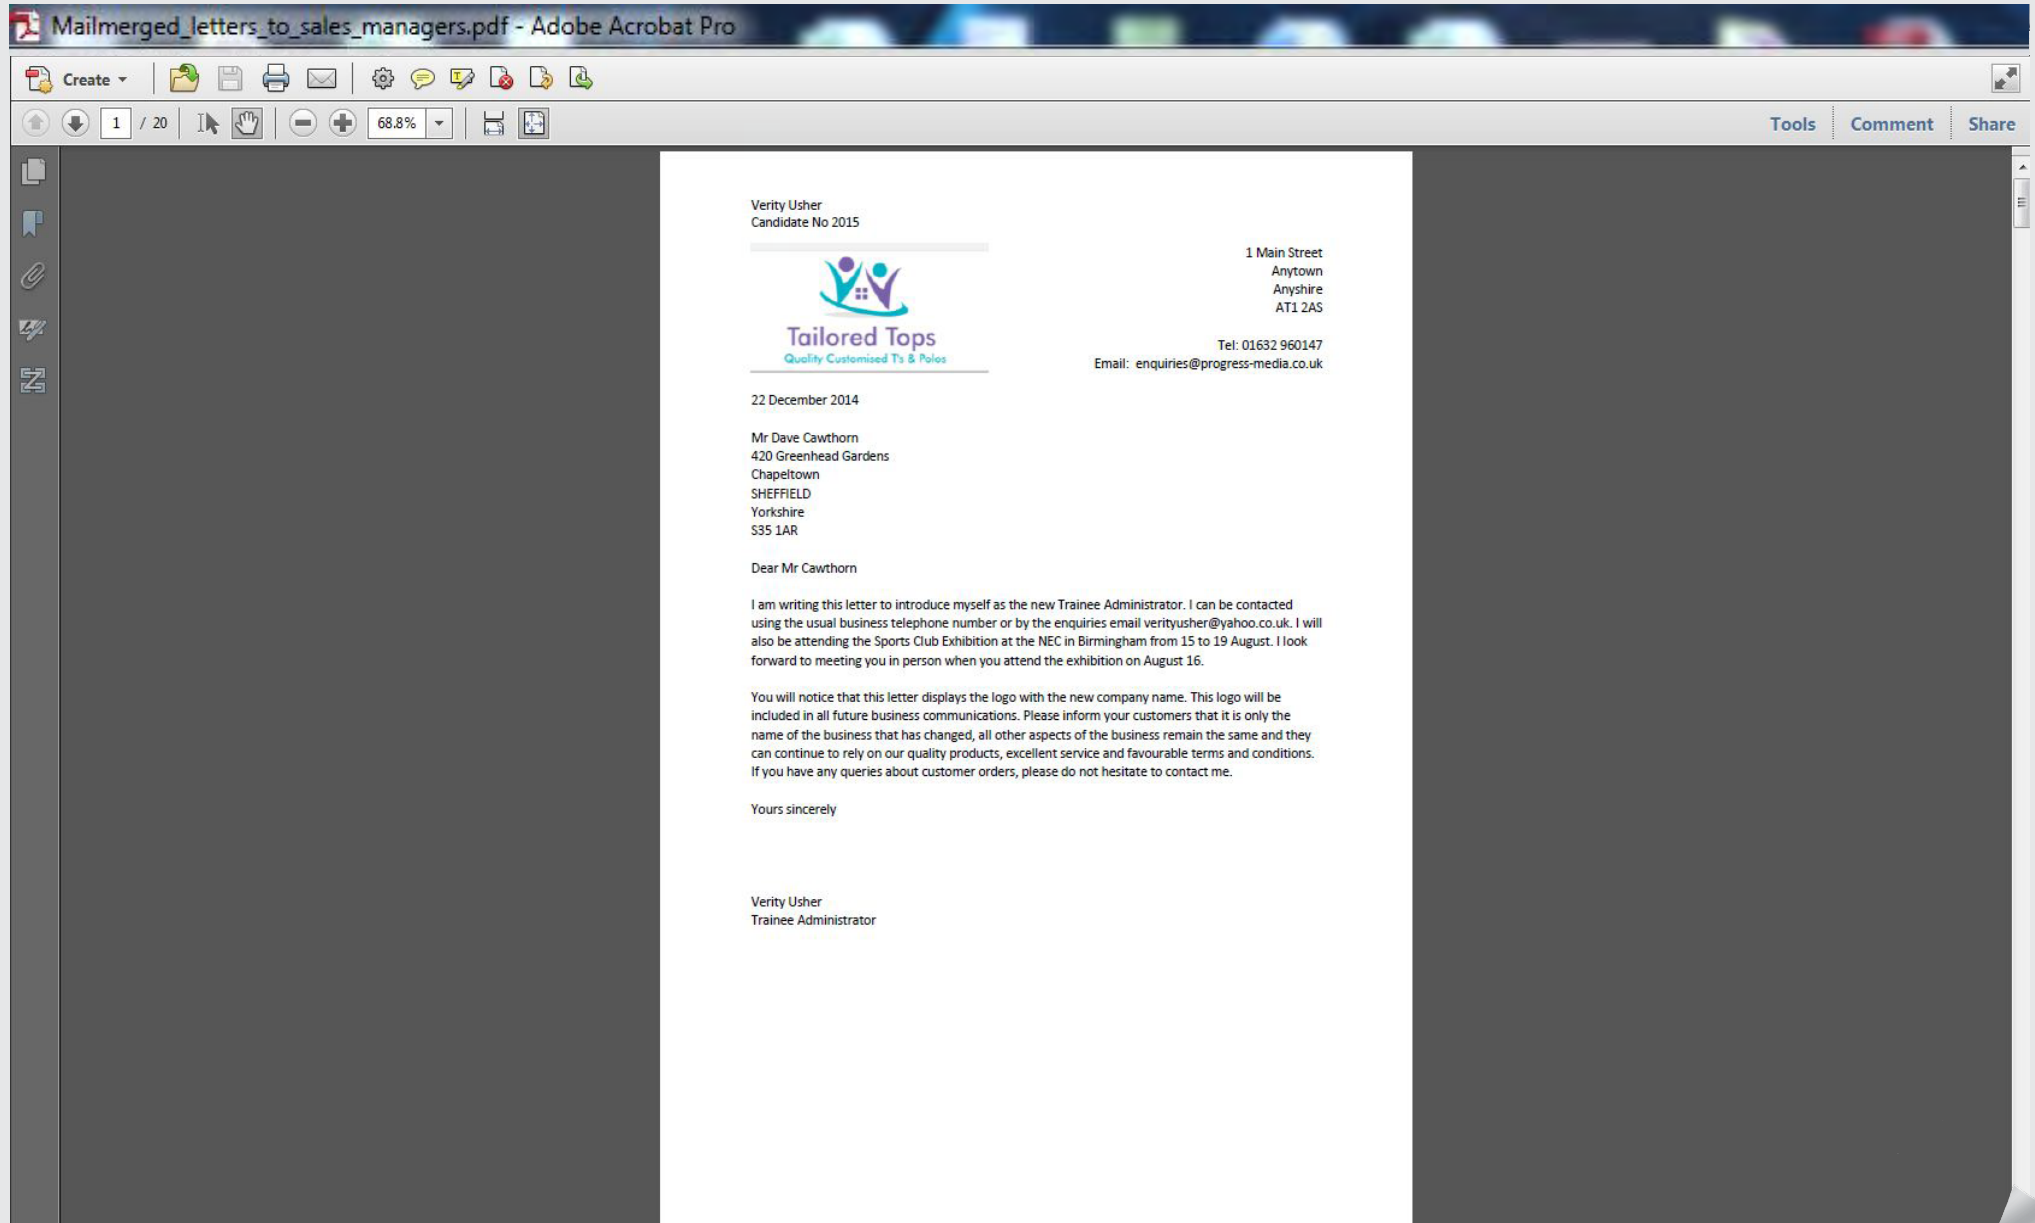 Mailmerged_letters_to_sales_managers.pdf - Adobe Acrobat Pro
Create
1 / 20
68.8%
Tools Comment Share
Verity Usher
Candidate No 2015
Tailored Tops
Quality Customised T's & Polos
1 Main Street
Anytown
Anyshire
AT1 2AS
Tel: 01632 960147
Email: enquiries@progress-media.co.uk
22 December 2014
Mr Dave Cawthorn
420 Greenhead Gardens
Chapeltown
SHEFFIELD
Yorkshire
S35 1AR
Dear Mr Cawthorn
I am writing this letter to introduce myself as the new Trainee Administrator. I can be contacted
using the usual business telephone number or by the enquiries email verityusher@yahoo.co.uk. I will
also be attending the Sports Club Exhibition at the NEC in Birmingham from 15 to 19 August. I look
forward to meeting you in person when you attend the exhibition on August 16.
You will notice that this letter displays the logo with the new company name. This logo will be
included in all future business communications. Please inform your customers that it is only the
name of the business that has changed, all other aspects of the business remain the same and they
can continue to rely on our quality products, excellent service and favourable terms and conditions.
If you have any queries about customer orders, please do not hesitate to contact me.
Yours sincerely
Verity Usher
Trainee Administrator